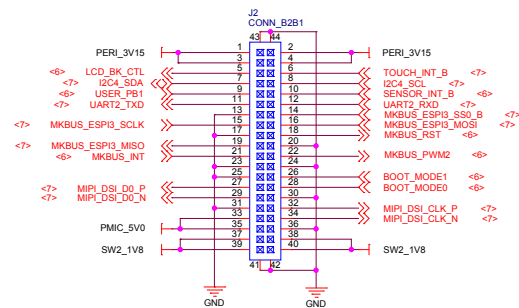 J2
CONN_B2B1
43 44
PERI_3V15 1 2 PERI_3V15
3 4
<6> LCD_BK_CTL 5 6 TOUCH_INT_B <7>
<7> I2C4_SDA 7 8 I2C4_SCL <7>
<6> USER_PB1 9 10 SENSOR_INT_B <6>
<7> UART2_TXD 11 12 UART2_RXD <7>
13 14 MKBUS_ESPI3_SS0_B <7>
<7> MKBUS_ESPI3_SCLK 15 16 MKBUS_ESPI3_MOSI <7>
17 18 MKBUS_RST <6>
<7> MKBUS_ESPI3_MISO 19 20
<6> MKBUS_INT 21 22 MKBUS_PWM2 <6>
23 24
25 26 BOOT_MODE1 <6>
<7> MIPI_DSI_D0_P 27 28 BOOT_MODE0 <6>
<7> MIPI_DSI_D0_N 29 30
31 32 MIPI_DSI_CLK_P <7>
33 34 MIPI_DSI_CLK_N <7>
PMIC_5V0 35 36
37 38
SW2_1V8 39 40 SW2_1V8
41 42
GND GND